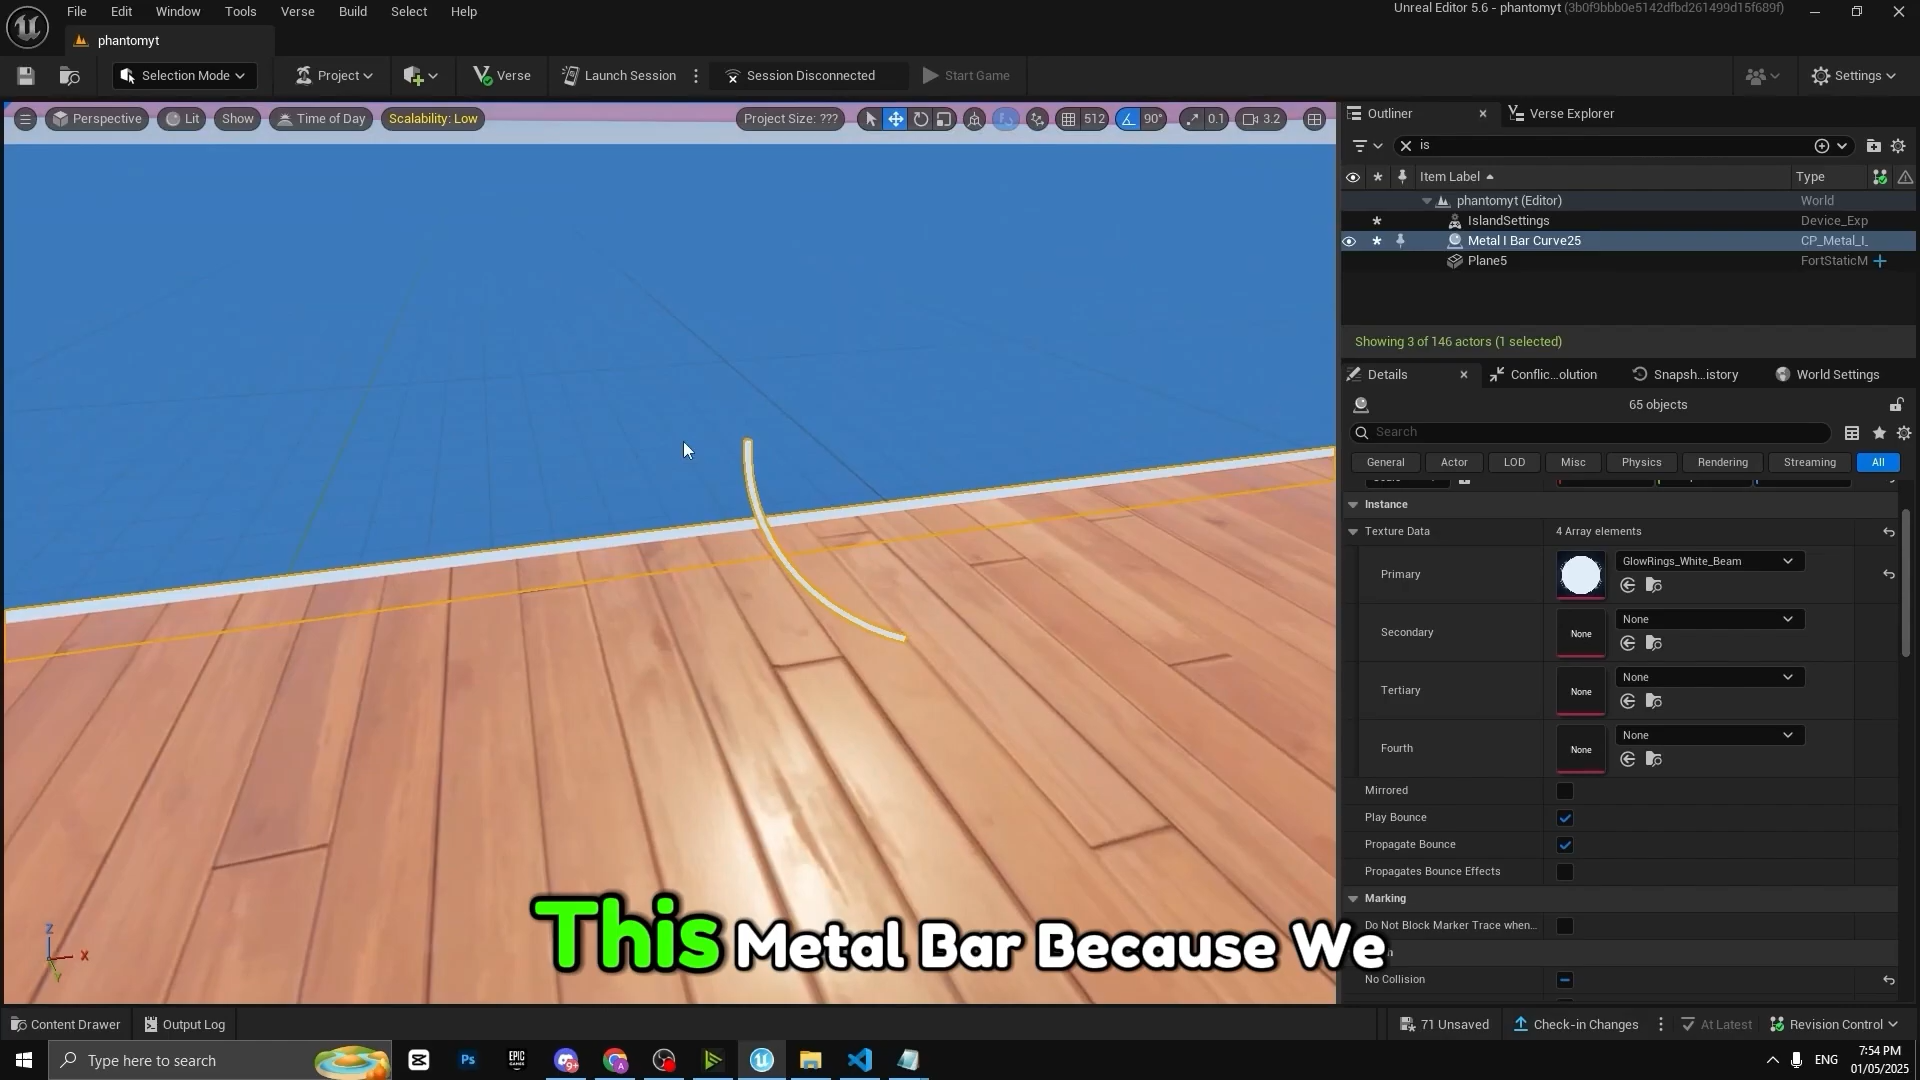 File Edit Window Tools Verse Build Select Help
Unreal Editor 5.6 - phantomyt (3b0f9bbb0e5142dfbd261499d15f689f)
phantomyt
Selection Mode
Project
Verse
Launch Session
Session Disconnected
Start Game
Settings
Perspective
Lit
Show
Time of Day
Scalability: Low
Project Size: ???
512
90°
0.1
3.2
Outliner
Verse Explorer
is
Item Label
Type
phantomyt (Editor) World
IslandSettings Device_Exp
Metal I Bar Curve25 CP_Metal_I_
Plane5 FortStaticM
Showing 3 of 146 actors (1 selected)
Details
Conflic...olution
Snapsh...istory
World Settings
65 objects
Search
General Actor LOD Misc Physics Rendering Streaming All
Instance
Texture Data 4 Array elements
Primary GlowRings_White_Beam
Secondary None None
Tertiary None None
Fourth None None
Mirrored
Play Bounce
Propagate Bounce
Propagates Bounce Effects
Marking
Do Not Block Marker Trace when...
No Collision
Z
X
Y
This Metal Bar Because We
Content Drawer
Output Log
71 Unsaved
Check-in Changes
At Latest
Revision Control
Type here to search
Ps
EPIC GAMES
9+
A
ENG
7:54 PM
01/05/2025